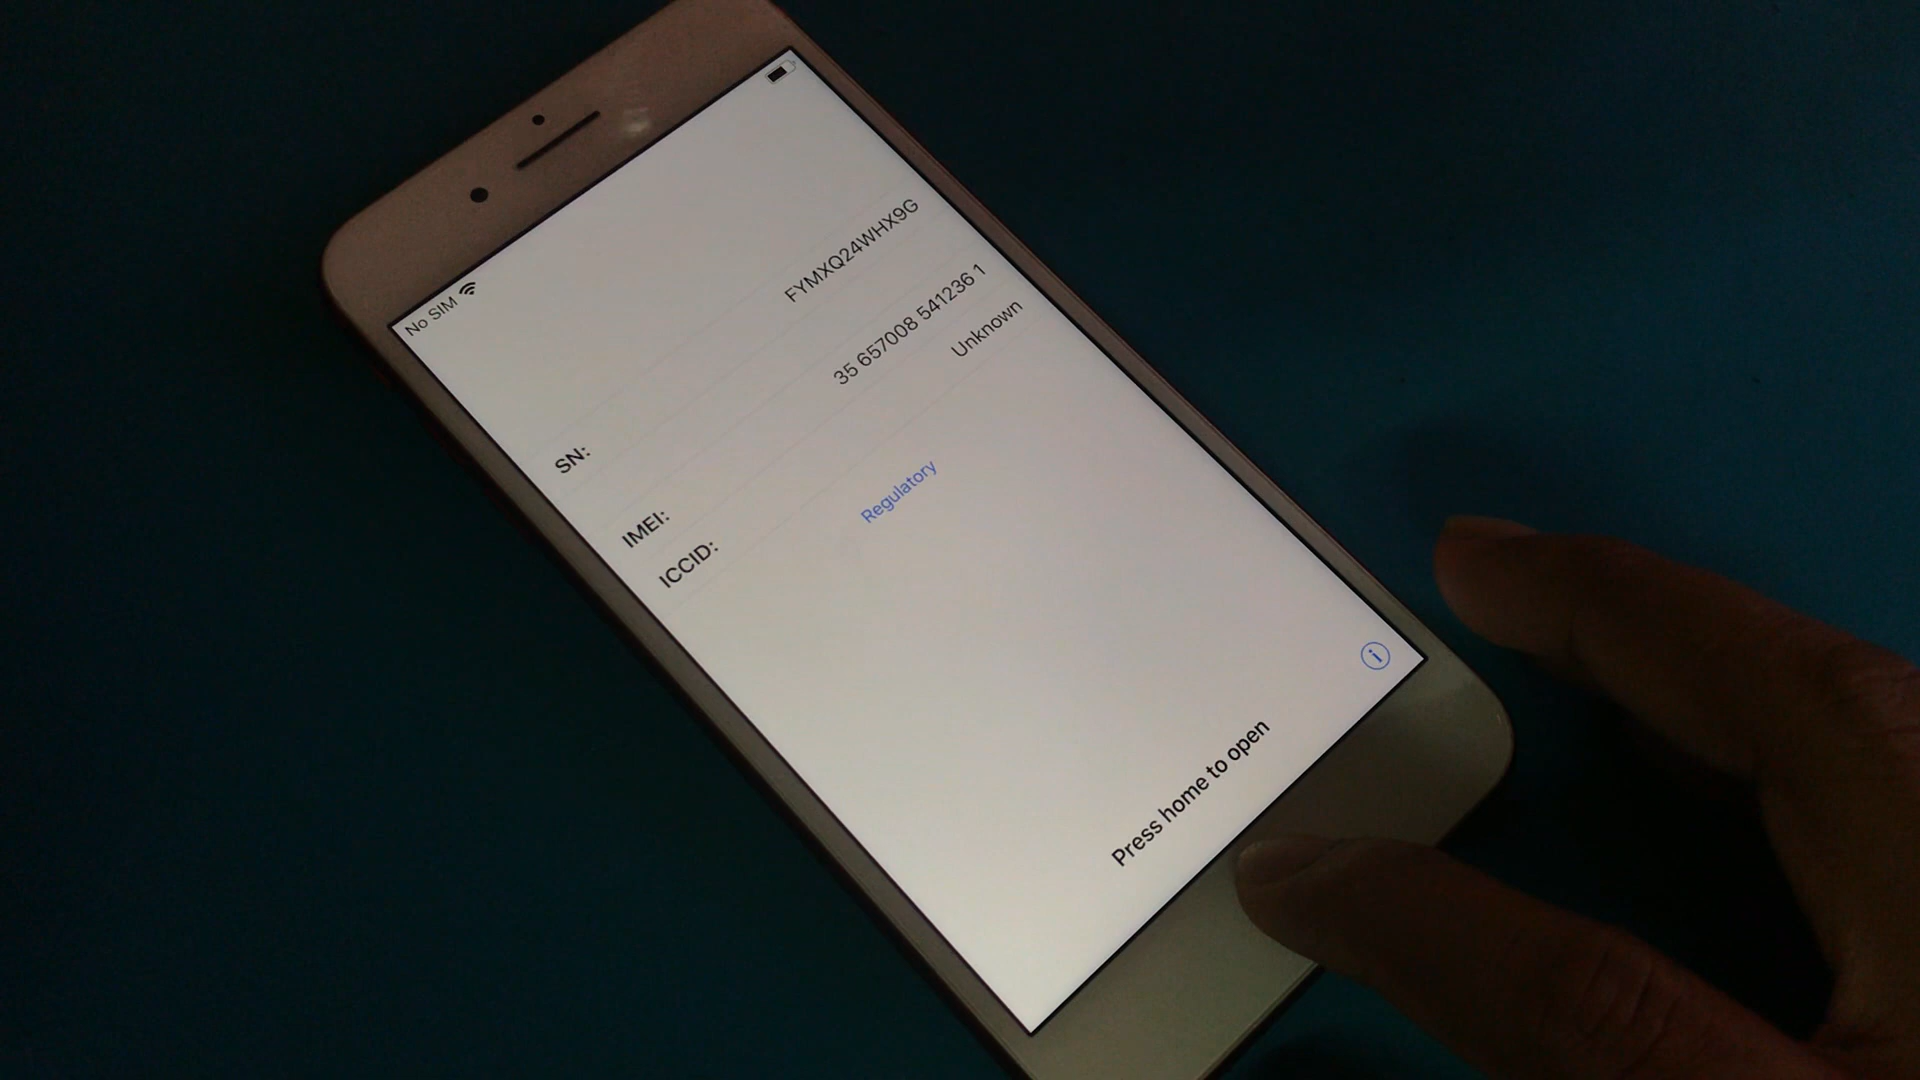 No SIM
SN: FYMXQ24WHX9G
IMEI: 35 657008 541236 1
ICCID: Unknown
Regulatory
i
Press home to open